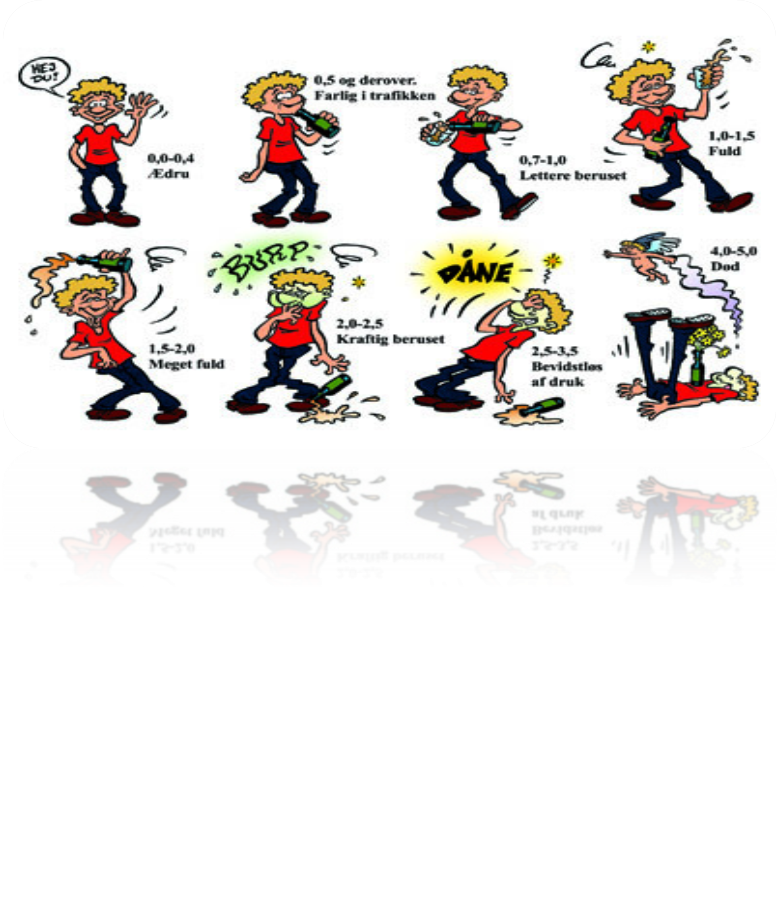 HEJ
DU!
0,0-0,4
Ædru
0,5 og derover.
Farlig i trafikken
0,7-1,0
Lettere beruset
1,0-1,5
Fuld
1,5-2,0
Meget fuld
BURP
2,0-2,5
Kraftig beruset
DÅNE
2,5-3,5
Bevidstløs
af druk
4,0-5,0
Død